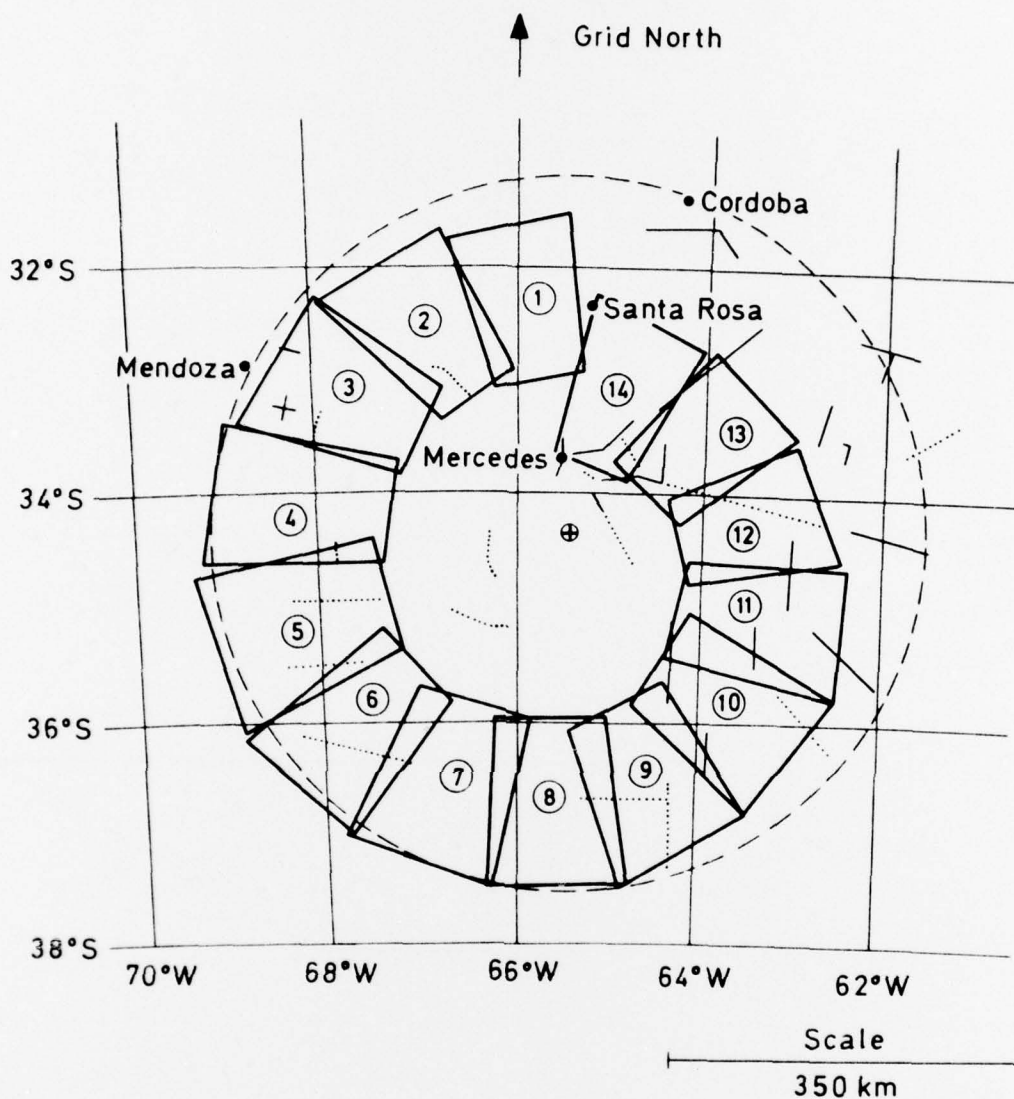 Grid North
Cordoba
32°S
1
Santa Rosa
2
Mendoza
3
14
13
Mercedes
34°S
4
12
11
5
6
10
36°S
9
7
8
38°S
70°W
68°W
66°W
64°W
62°W
Scale
350 km